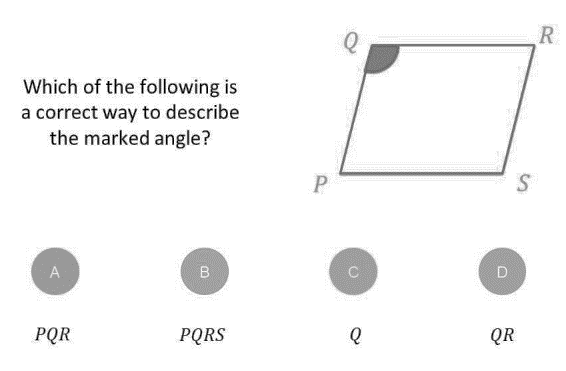 Which of the following is
a correct way to describe
the marked angle?
Q
R
P
S
A
B
C
D
PQR
PQRS
Q
QR